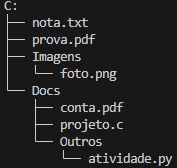 C:
├── nota.txt
├── prova.pdf
├── Imagens
│   └── foto.png
└── Docs
    ├── conta.pdf
    ├── projeto.c
    └── Outros
        └── atividade.py